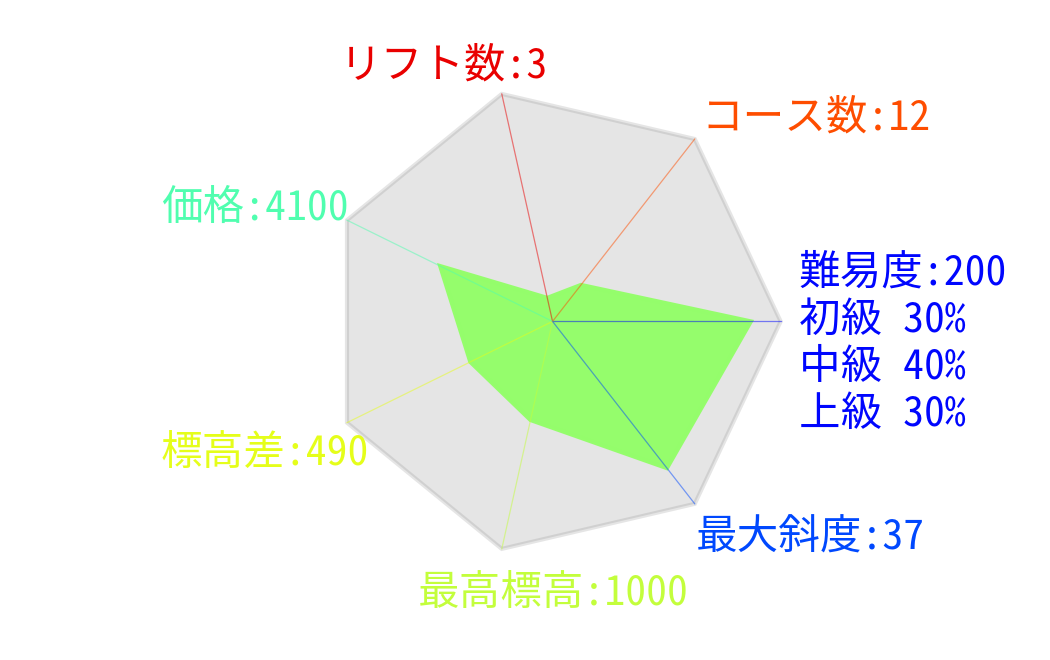 リフト数:3
コース数:12
価格:4100
難易度:200
初級 30%
中級 40%
上級 30%
標高差:490
最大斜度:37
最高標高:1000